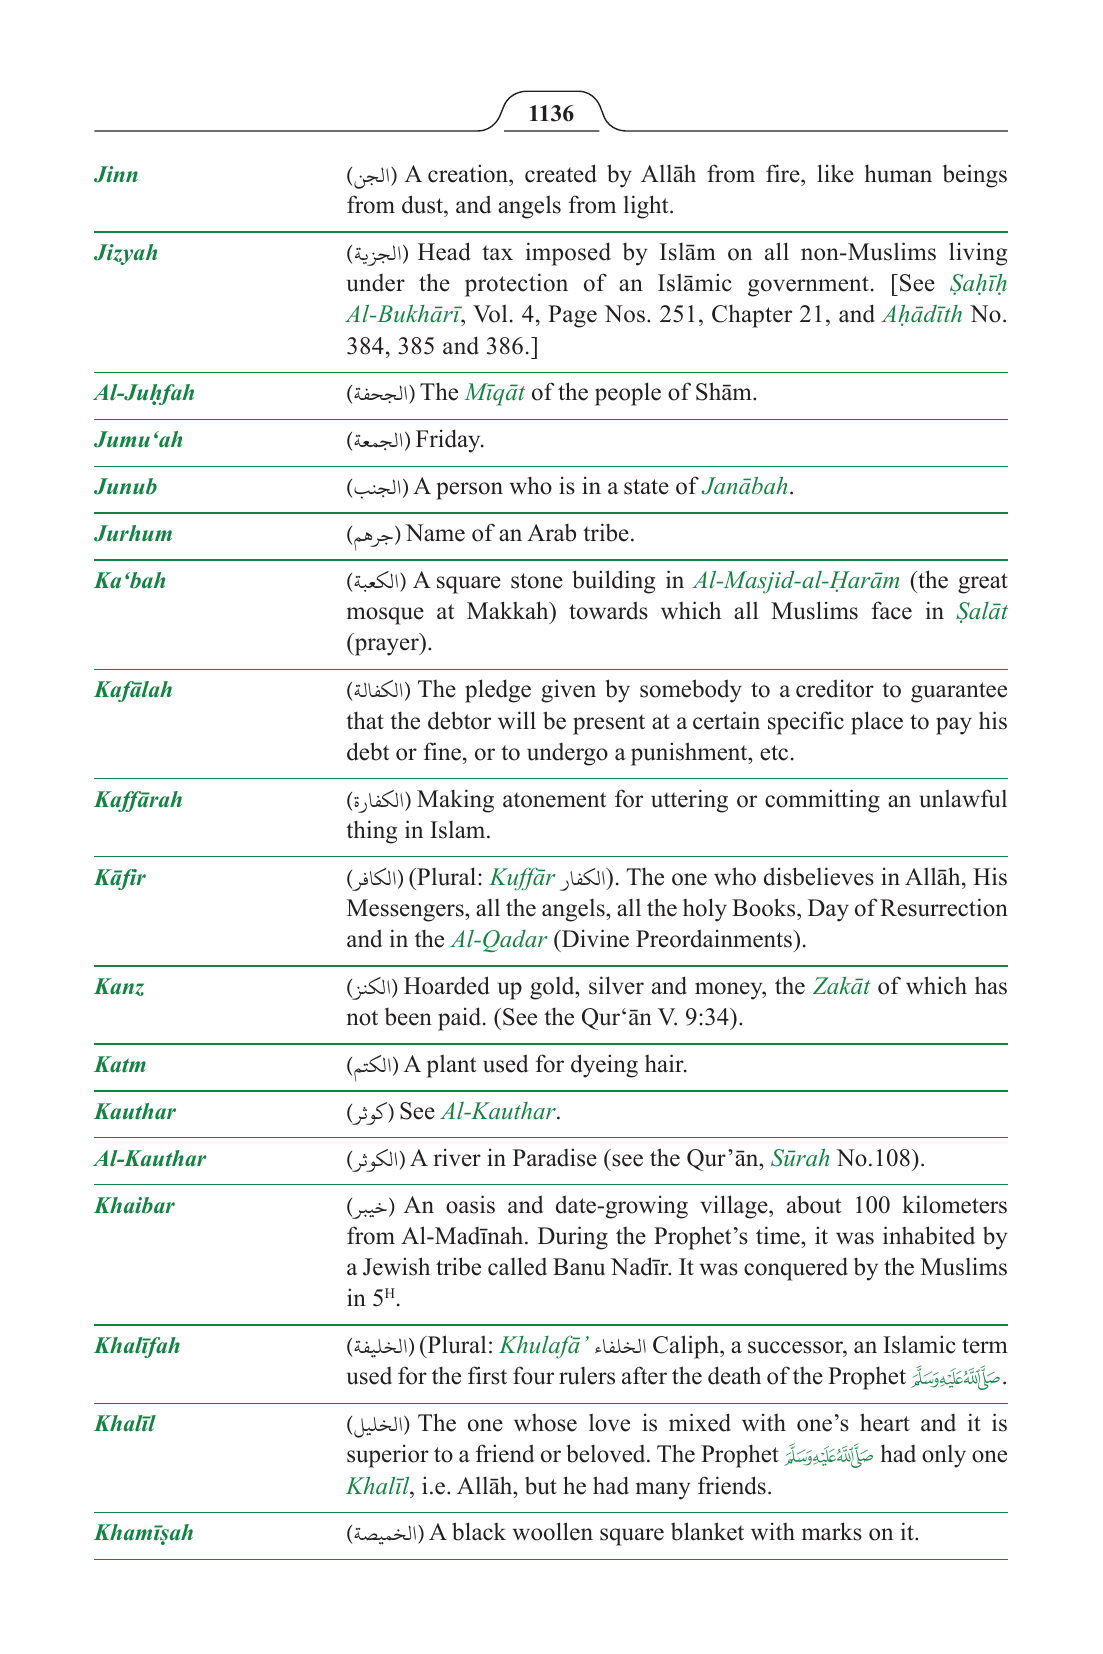 1136
Jinn (الجن) A creation, created by Allāh from fire, like human beings
from dust, and angels from light.
Jizyah (الجزية) Head tax imposed by Islām on all non-Muslims living
under the protection of an Islāmic government. [See Ṣaḥīḥ
Al-Bukhārī, Vol. 4, Page Nos. 251, Chapter 21, and Aḥādīth No.
384, 385 and 386.]
Al-Juḥfah (الجحفة) The Mīqāt of the people of Shām.
Jumu‘ah (الجمعة) Friday.
Junub (الجنب) A person who is in a state of Janābah.
Jurhum (جرهم) Name of an Arab tribe.
Ka‘bah (الكعبة) A square stone building in Al-Masjid-al-Ḥarām (the great
mosque at Makkah) towards which all Muslims face in Ṣalāt
(prayer).
Kafālah (الكفالة) The pledge given by somebody to a creditor to guarantee
that the debtor will be present at a certain specific place to pay his
debt or fine, or to undergo a punishment, etc.
Kaffārah (الكفارة) Making atonement for uttering or committing an unlawful
thing in Islam.
Kāfir (الكافر) (Plural: Kuffār الكفار). The one who disbelieves in Allāh, His
Messengers, all the angels, all the holy Books, Day of Resurrection
and in the Al-Qadar (Divine Preordainments).
Kanz (الكنز) Hoarded up gold, silver and money, the Zakāt of which has
not been paid. (See the Qur‘ān V. 9:34).
Katm (الكتم) A plant used for dyeing hair.
Kauthar (كوثر) See Al-Kauthar.
Al-Kauthar (الكوثر) A river in Paradise (see the Qur’ān, Sūrah No.108).
Khaibar (خيبر) An oasis and date-growing village, about 100 kilometers
from Al-Madīnah. During the Prophet’s time, it was inhabited by
a Jewish tribe called Banu Nadīr. It was conquered by the Muslims
in 5ᴴ.
Khalīfah (الخليفة) (Plural: Khulafā’ الخلفاء Caliph, a successor, an Islamic term
used for the first four rulers after the death of the Prophet صَلَّى اللَّهُ عَلَيْهِ وَسَلَّمَ.
Khalīl (الخليل) The one whose love is mixed with one’s heart and it is
superior to a friend or beloved. The Prophet صَلَّى اللَّهُ عَلَيْهِ وَسَلَّمَ had only one
Khalīl, i.e. Allāh, but he had many friends.
Khamīṣah (الخميصة) A black woollen square blanket with marks on it.